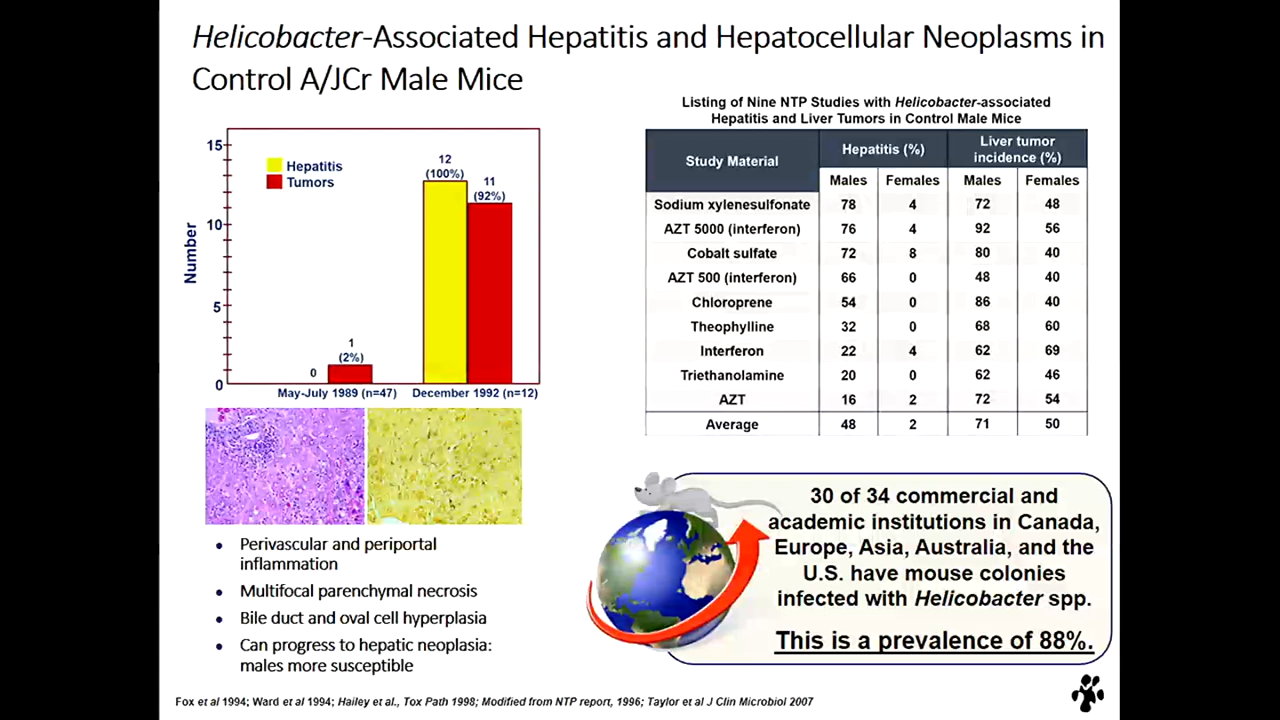 Helicobacter-Associated Hepatitis and Hepatocellular Neoplasms in
Control A/JCr Male Mice
15
10
5
0
Number
Hepatitis
Tumors
0
1
(2%)
12
(100%)
11
(92%)
May-July 1989 (n=47) December 1992 (n=12)
Listing of Nine NTP Studies with Helicobacter-associated
Hepatitis and Liver Tumors in Control Male Mice
Study Material Hepatitis (%) Liver tumor
incidence (%)
Males Females Males Females
Sodium xylenesulfonate 78 4 72 48
AZT 5000 (interferon) 76 4 92 56
Cobalt sulfate 72 8 80 40
AZT 500 (interferon) 66 0 48 40
Chloroprene 54 0 86 40
Theophylline 32 0 68 60
Interferon 22 4 62 69
Triethanolamine 20 0 62 46
AZT 16 2 72 54
Average 48 2 71 50
Perivascular and periportal
inflammation
Multifocal parenchymal necrosis
Bile duct and oval cell hyperplasia
Can progress to hepatic neoplasia:
males more susceptible
30 of 34 commercial and
academic institutions in Canada,
Europe, Asia, Australia, and the
U.S. have mouse colonies
infected with Helicobacter spp.
This is a prevalence of 88%.
Fox et al 1994; Ward et al 1994; Hailey et al., Tox Path 1998; Modified from NTP report, 1996; Taylor et al J Clin Microbiol 2007